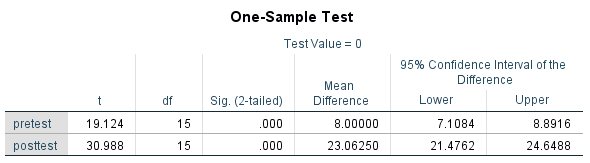 One-Sample Test
Test Value = 0
95% Confidence Interval of the
Difference
t df Sig. (2-tailed) Mean Difference Lower Upper
pretest 19.124 15 .000 8.00000 7.1084 8.8916
posttest 30.988 15 .000 23.06250 21.4762 24.6488